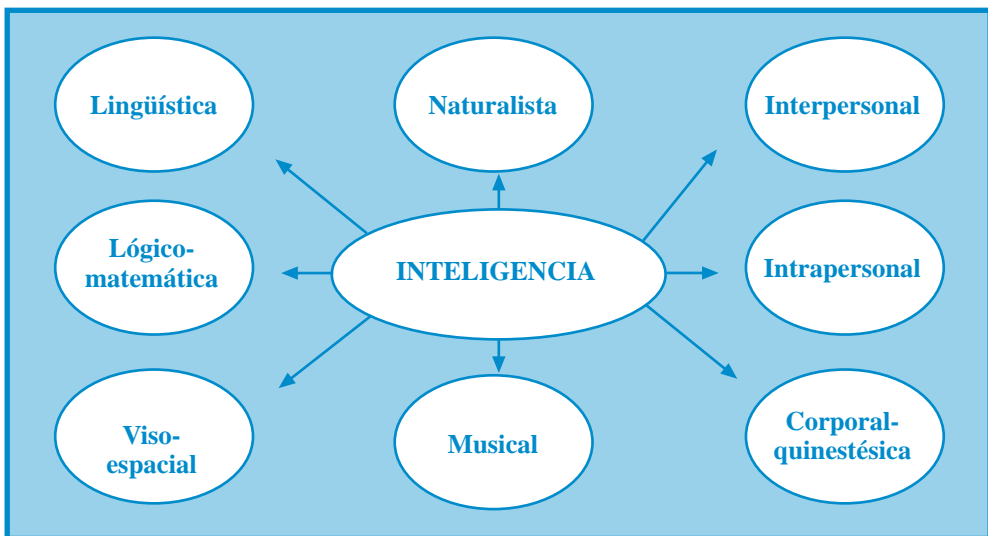 Lingüística
Naturalista
Interpersonal
Lógico-
matemática
INTELIGENCIA
Intrapersonal
Viso-
espacial
Musical
Corporal-
quinestésica